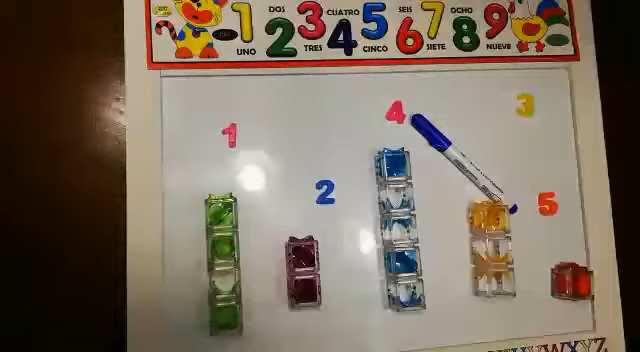 1 2 3 4 5 6 7 8 9
UNO DOS TRES CUATRO CINCO SEIS SIETE OCHO NUEVE
1 2 4 3 5
WXYZ